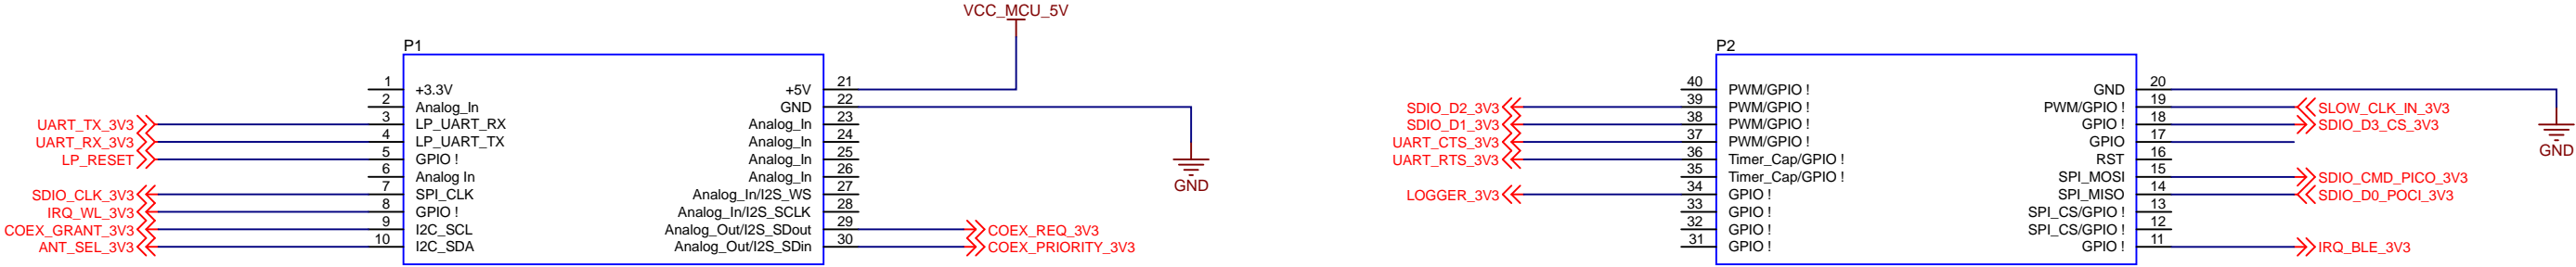 VCC_MCU_5V
P1
1 +3.3V
2 Analog_In
UART_TX_3V3 3 LP_UART_RX
UART_RX_3V3 4 LP_UART_TX
LP_RESET 5 GPIO !
6 Analog In
SDIO_CLK_3V3 7 SPI_CLK
IRQ_WL_3V3 8 GPIO !
COEX_GRANT_3V3 9 I2C_SCL
ANT_SEL_3V3 10 I2C_SDA
+5V 21
GND 22
Analog_In 23
Analog_In 24
Analog_In 25
Analog_In 26
Analog_In/I2S_WS 27
Analog_In/I2S_SCLK 28
Analog_Out/I2S_SDout 29 COEX_REQ_3V3
Analog_Out/I2S_SDin 30 COEX_PRIORITY_3V3
GND
P2
40 PWM/GPIO !
SDIO_D2_3V3 39 PWM/GPIO !
SDIO_D1_3V3 38 PWM/GPIO !
UART_CTS_3V3 37 PWM/GPIO !
UART_RTS_3V3 36 Timer_Cap/GPIO !
35 Timer_Cap/GPIO !
LOGGER_3V3 34 GPIO !
33 GPIO !
32 GPIO !
31 GPIO !
GND 20
PWM/GPIO ! 19 SLOW_CLK_IN_3V3
GPIO ! 18 SDIO_D3_CS_3V3
GPIO 17
RST 16
SPI_MOSI 15 SDIO_CMD_PICO_3V3
SPI_MISO 14 SDIO_D0_POCI_3V3
SPI_CS/GPIO ! 13
SPI_CS/GPIO ! 12
GPIO ! 11 IRQ_BLE_3V3
GND